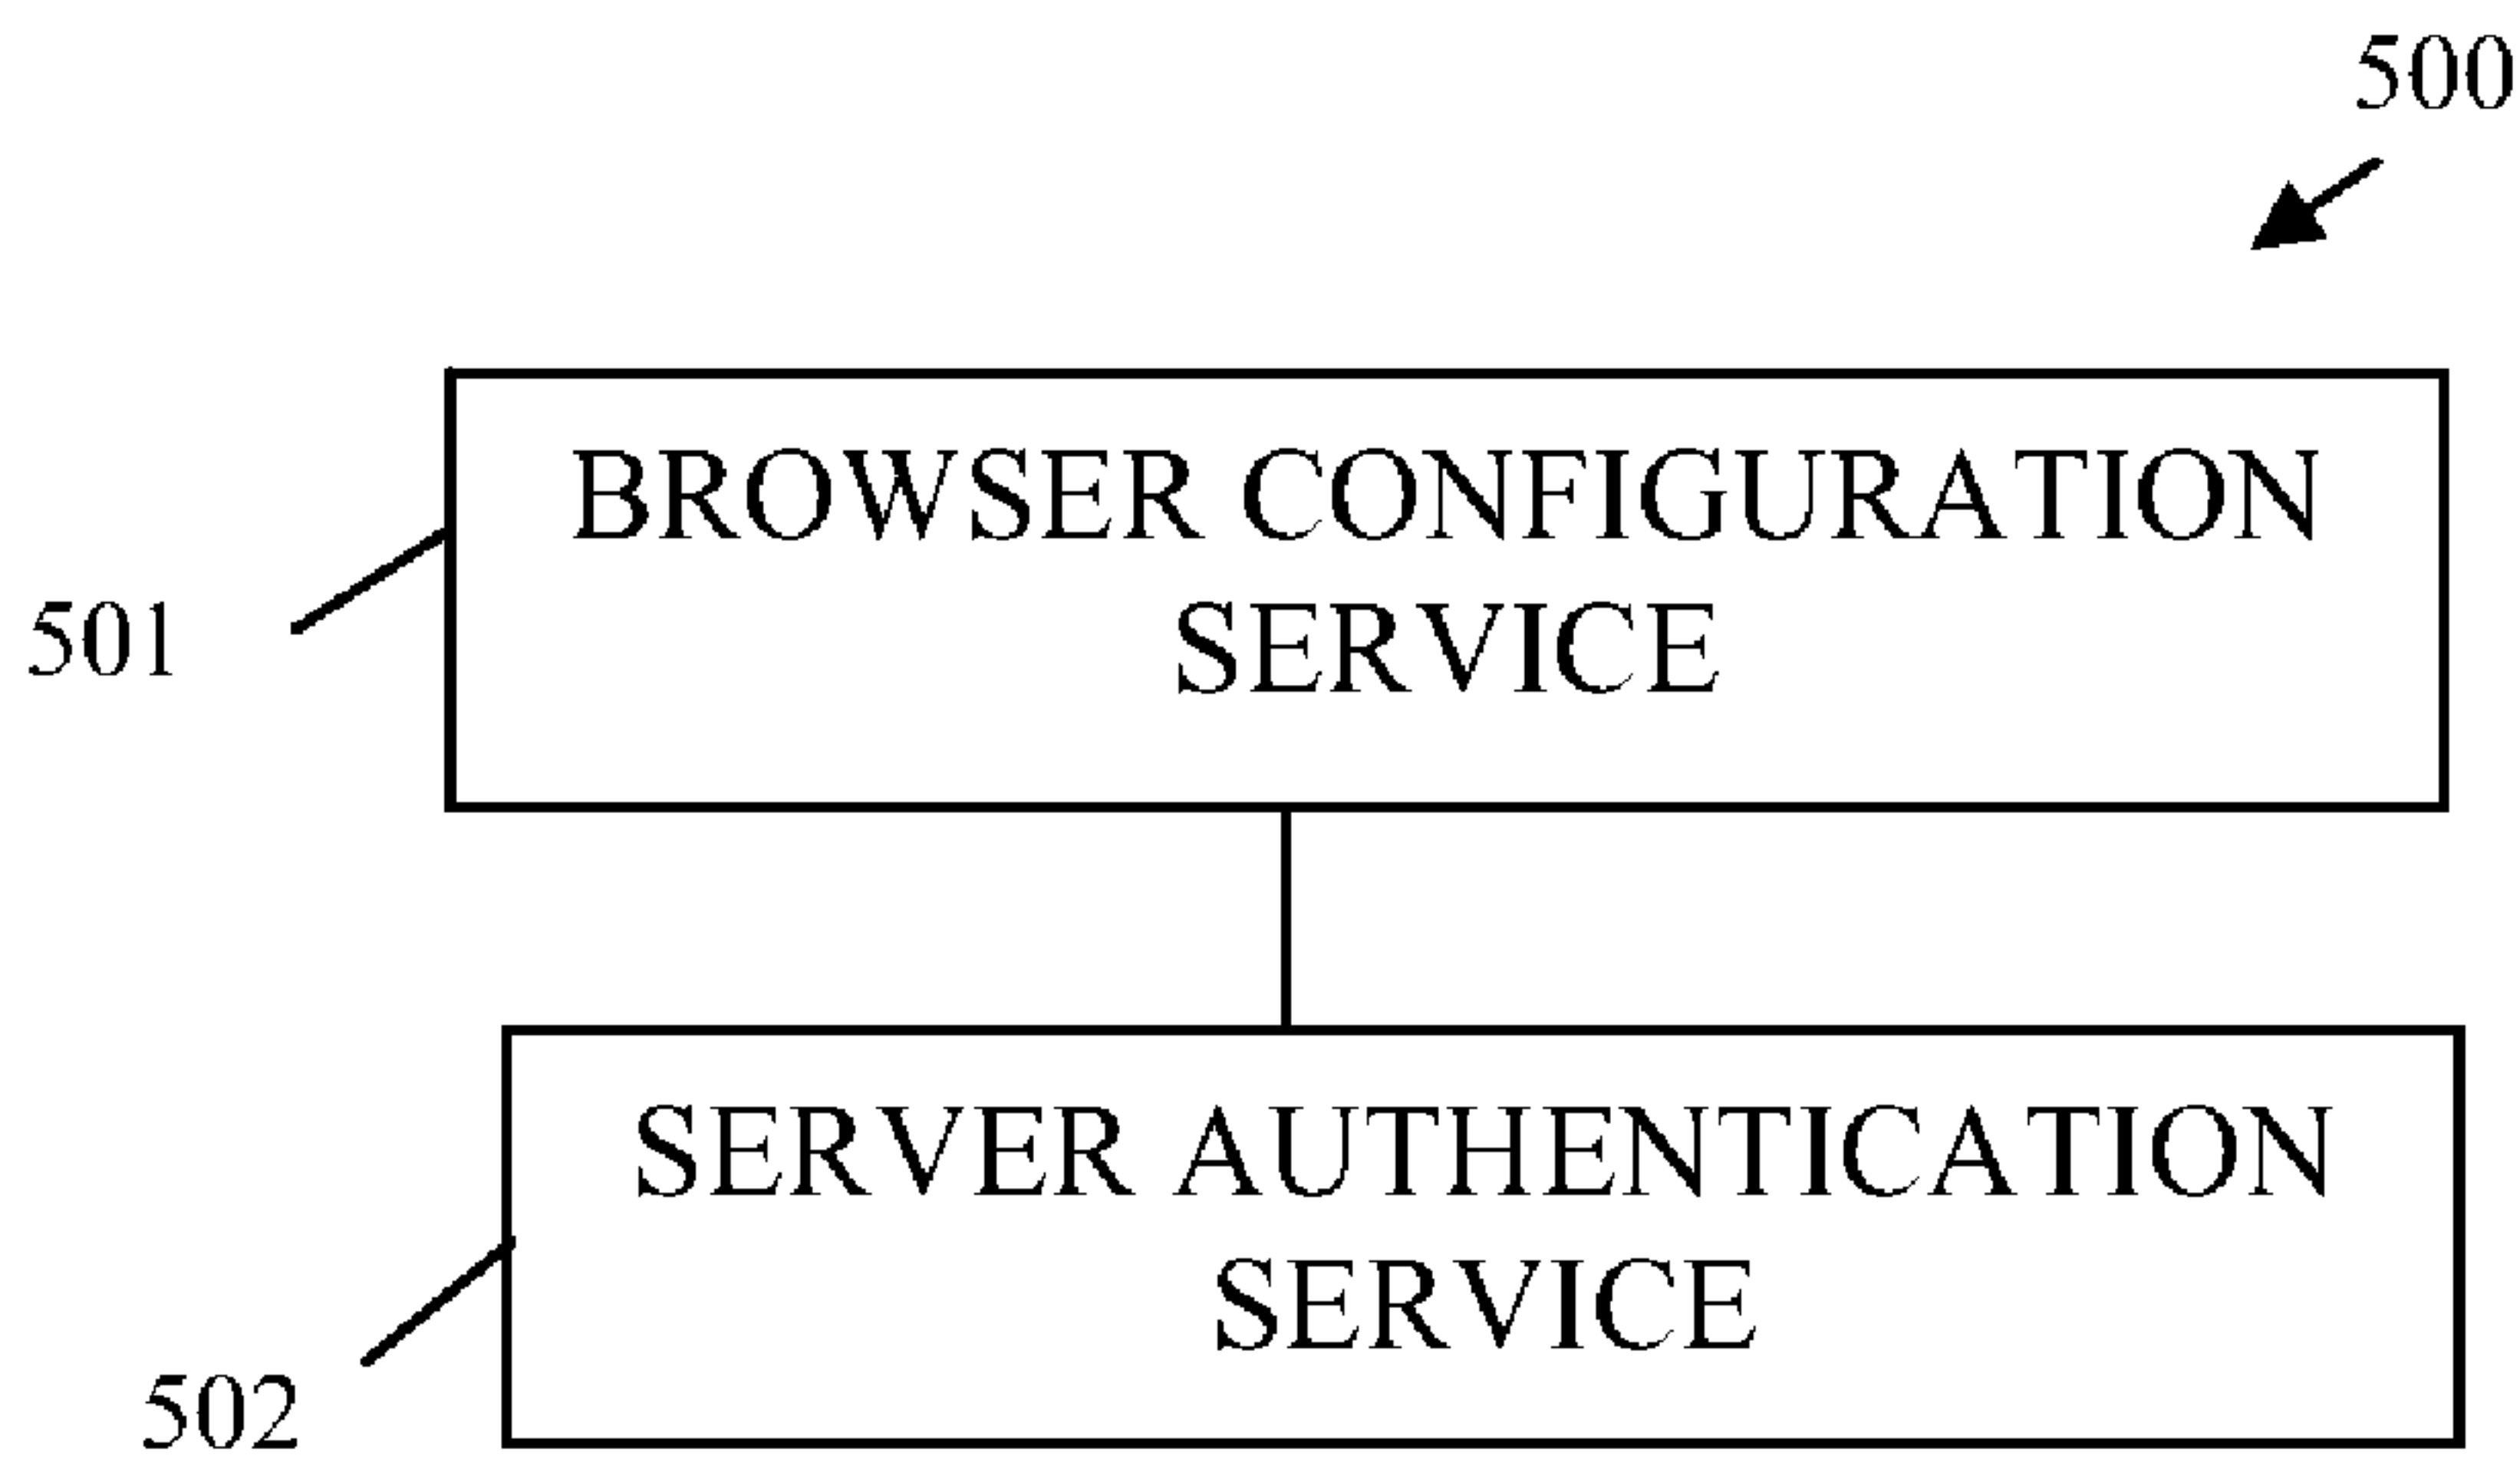 500
BROWSER CONFIGURATION
SERVICE
501
SERVER AUTHENTICATION
SERVICE
502